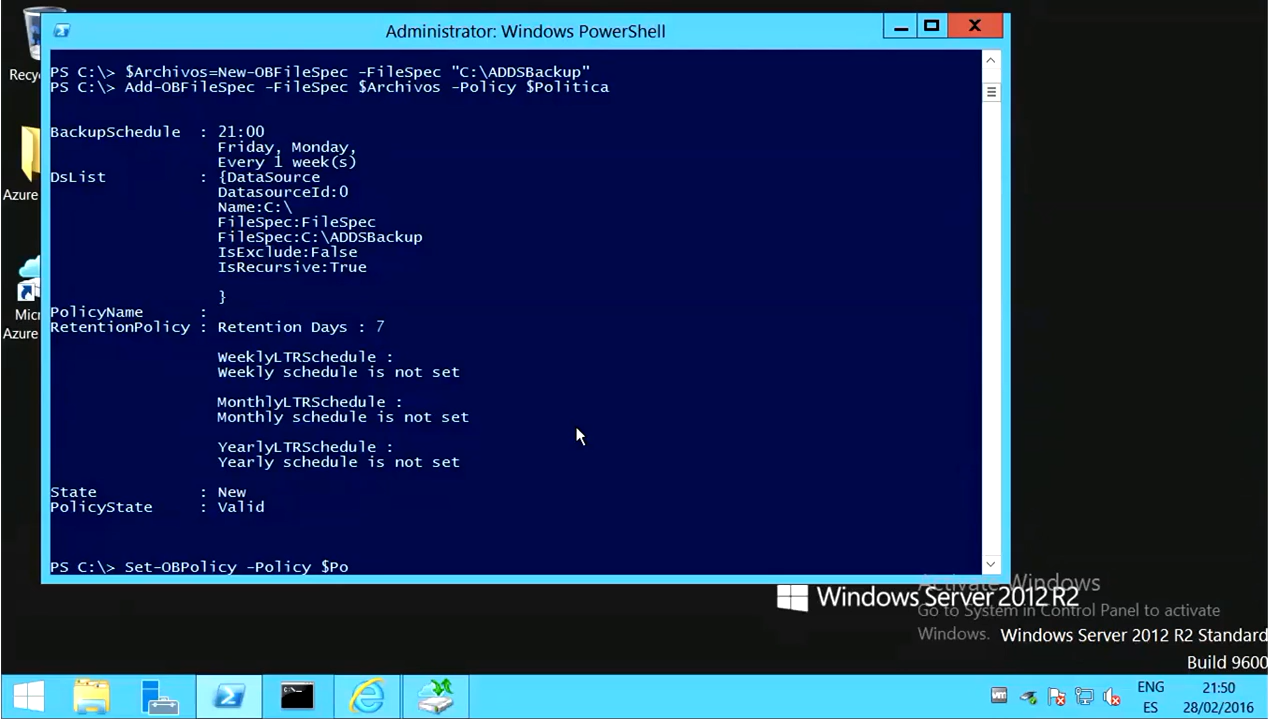 Administrator: Windows PowerShell
Recyc
PS C:\> $Archivos=New-OBFileSpec -FileSpec "C:\ADDSBackup"
PS C:\> Add-OBFileSpec -FileSpec $Archivos -Policy $Politica
BackupSchedule : 21:00
Friday, Monday,
Every 1 week(s)
DsList : {DataSource
DatasourceId:0
Name:C:\
FileSpec:FileSpec
FileSpec:C:\ADDSBackup
IsExclude:False
IsRecursive:True
}
PolicyName :
RetentionPolicy : Retention Days : 7
WeeklyLTRSchedule :
Weekly schedule is not set
MonthlyLTRSchedule :
Monthly schedule is not set
YearlyLTRSchedule :
Yearly schedule is not set
State : New
PolicyState : Valid
PS C:\> Set-OBPolicy -Policy $Po
Azure
Micr
Azure
Activate Windows
Windows Server 2012 R2
Go to System in Control Panel to activate
Windows.
Windows Server 2012 R2 Standard
Build 9600
ENG
ES
21:50
28/02/2016